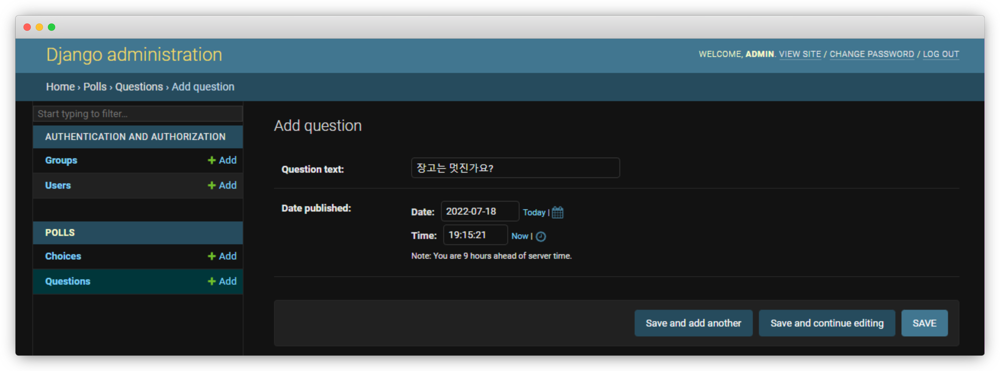 Django administration
WELCOME, ADMIN. VIEW SITE / CHANGE PASSWORD / LOG OUT
Home › Polls › Questions › Add question
Start typing to filter...
AUTHENTICATION AND AUTHORIZATION
Groups + Add
Users + Add
POLLS
Choices + Add
Questions + Add
Add question
Question text: 장고는 멋진가요?
Date published: Date: 2022-07-18 Today |
Time: 19:15:21 Now |
Note: You are 9 hours ahead of server time.
Save and add another Save and continue editing SAVE